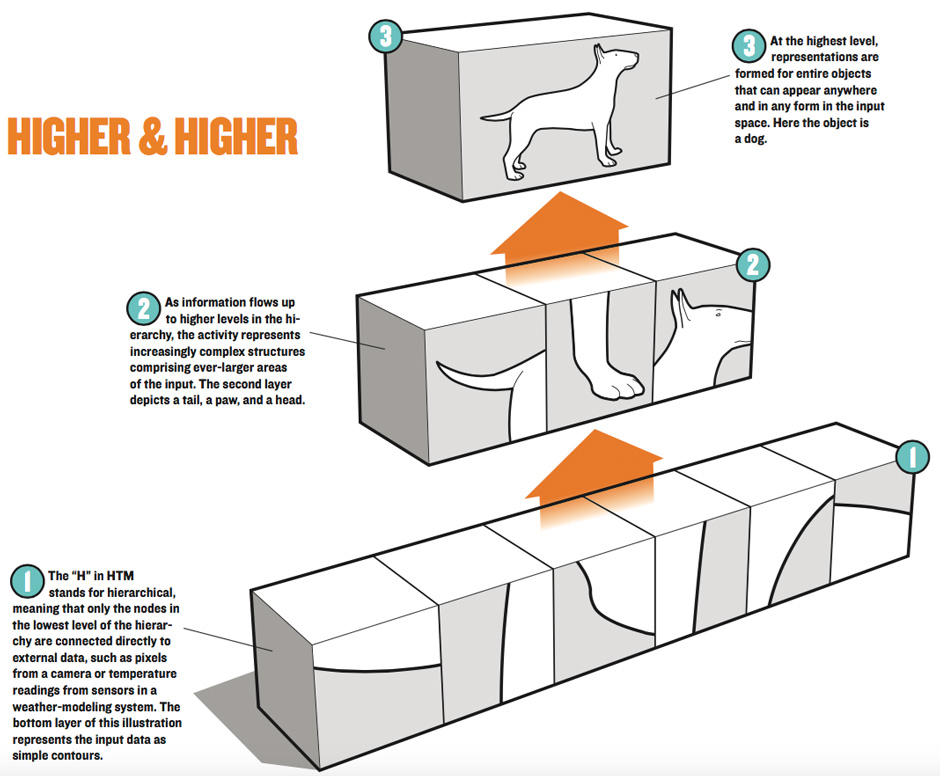 HIGHER & HIGHER
3
3 At the highest level,
representations are
formed for entire objects
that can appear anywhere
and in any form in the input
space. Here the object is
a dog.
2
2 As information flows up
to higher levels in the hi-
erarchy, the activity represents
increasingly complex structures
comprising ever-larger areas
of the input. The second layer
depicts a tail, a paw, and a head.
1
1 The “H” in HTM
stands for hierarchical,
meaning that only the nodes in
the lowest level of the hierar-
chy are connected directly to
external data, such as pixels
from a camera or temperature
readings from sensors in a
weather-modeling system. The
bottom layer of this illustration
represents the input data as
simple contours.